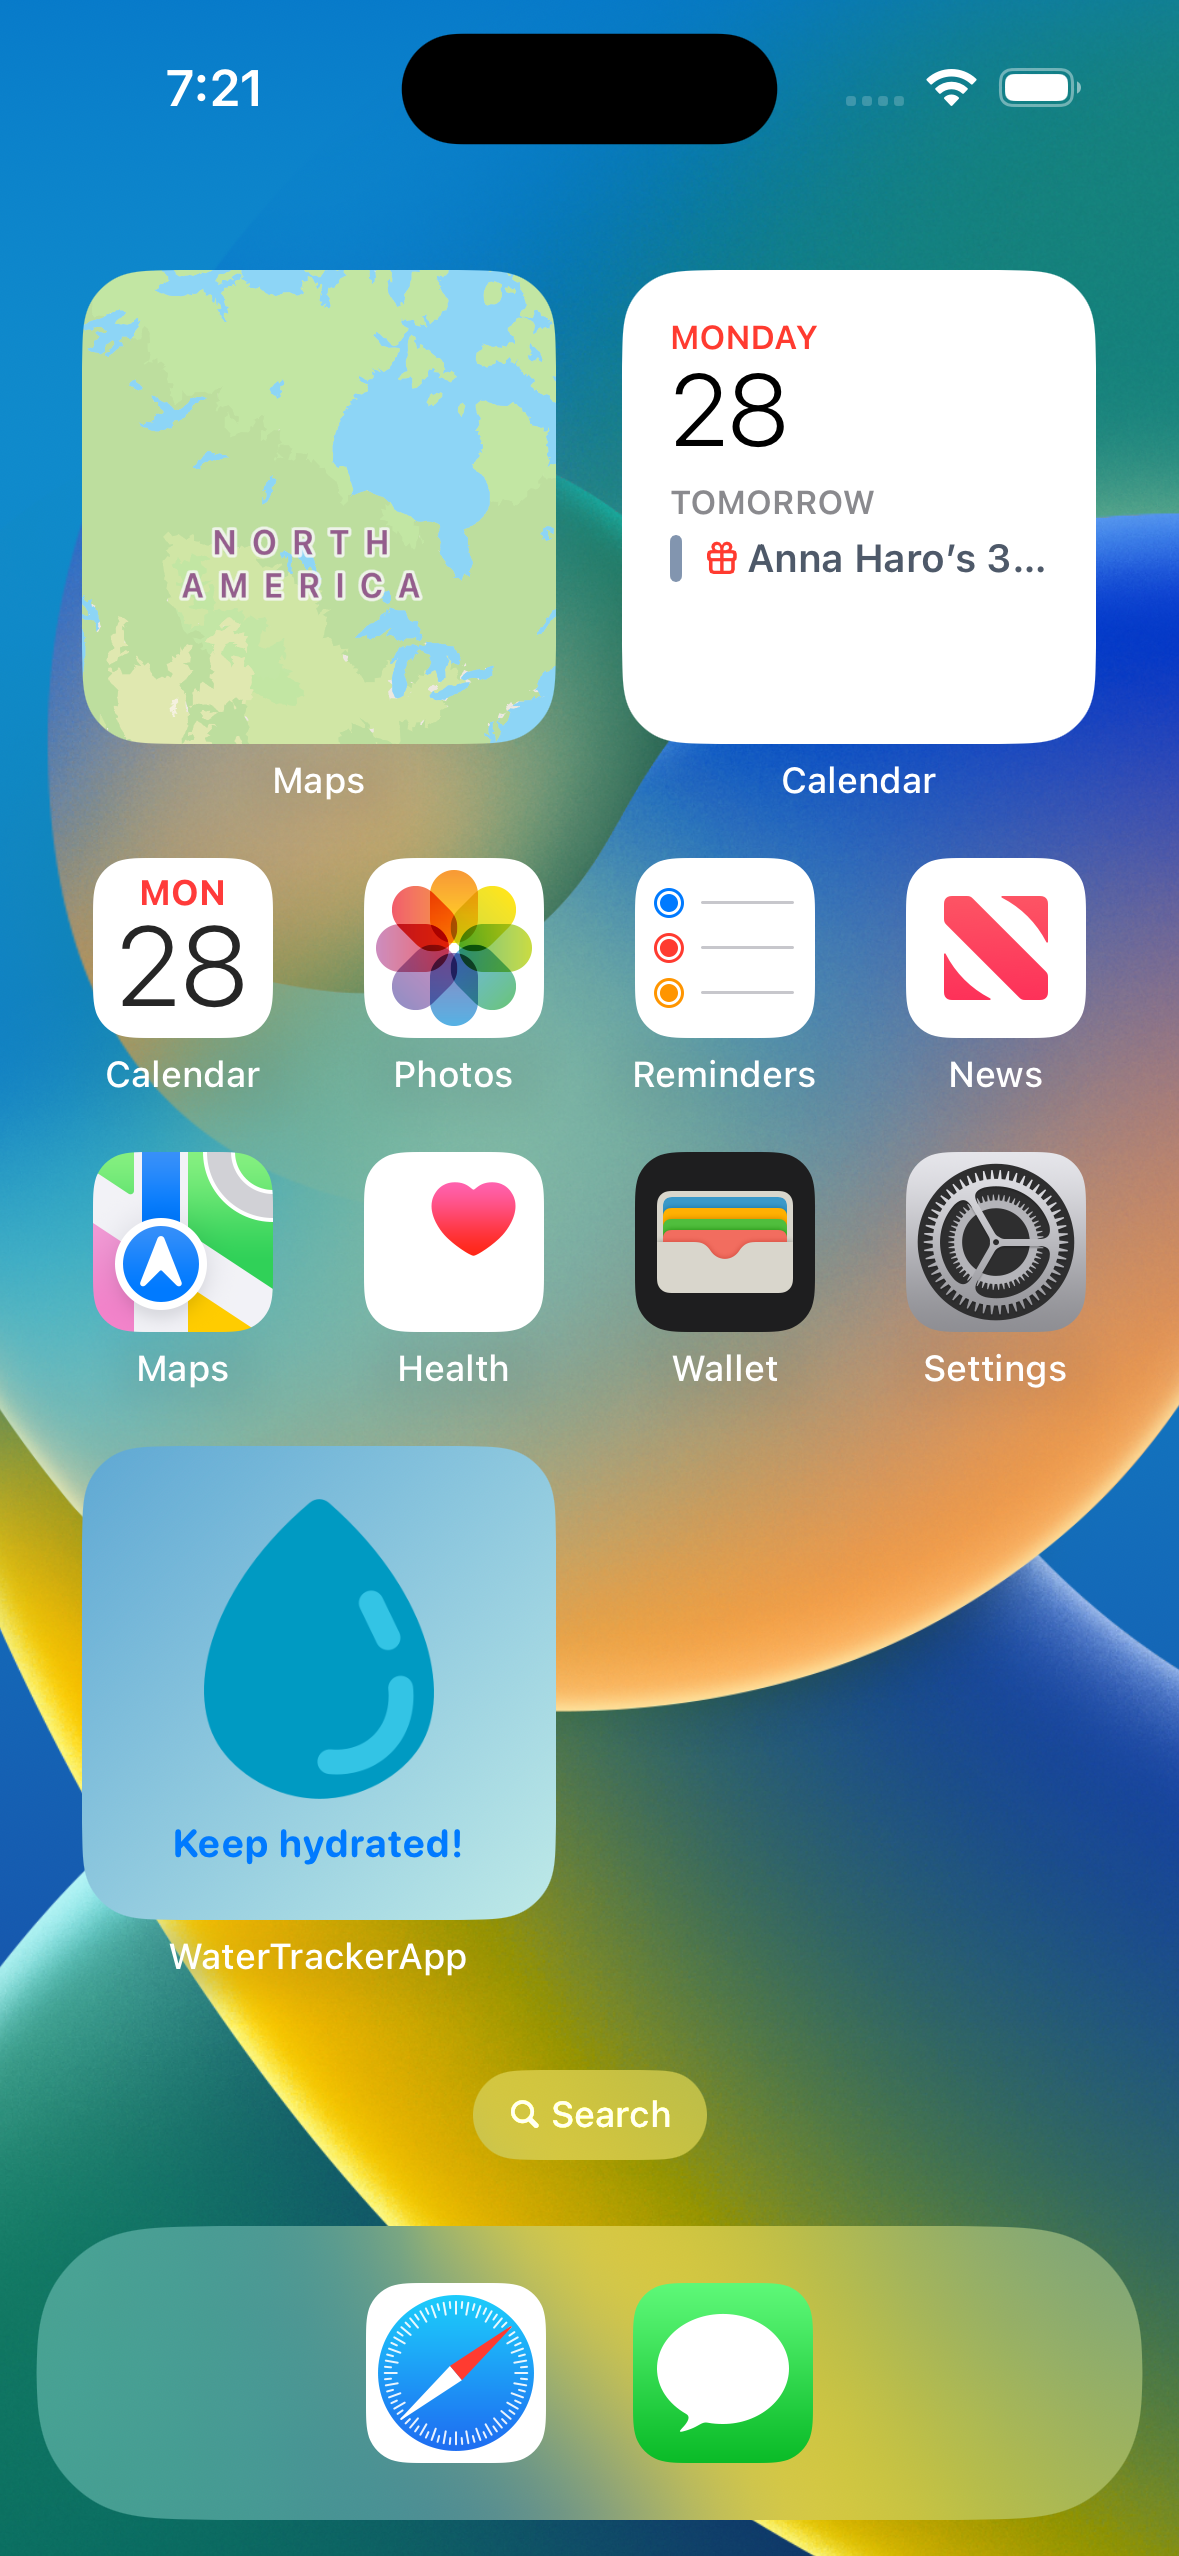 7:21
NORTH
AMERICA
Maps
MONDAY
28
TOMORROW
Anna Haro’s 3...
Calendar
MON
28
Calendar
Photos
Reminders
News
Maps
Health
Wallet
Settings
Keep hydrated!
WaterTrackerApp
Search